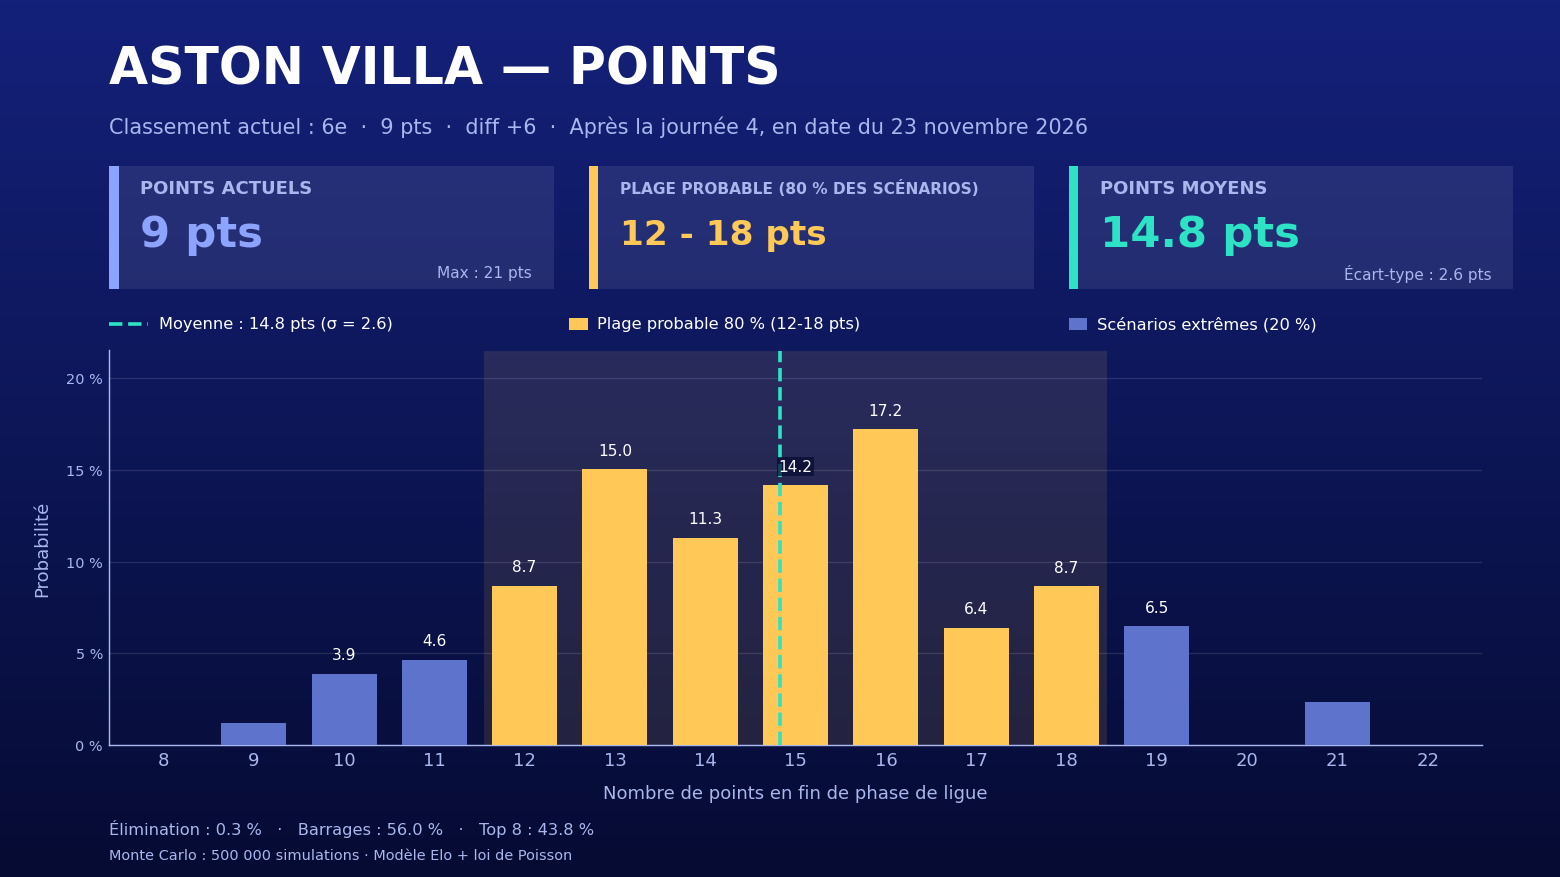 ASTON VILLA — POINTS
Classement actuel : 6e · 9 pts · diff +6 · Après la journée 4, en date du 23 novembre 2026
POINTS ACTUELS
9 pts
Max : 21 pts
PLAGE PROBABLE (80 % DES SCÉNARIOS)
12 - 18 pts
POINTS MOYENS
14.8 pts
Écart-type : 2.6 pts
Moyenne : 14.8 pts (σ = 2.6)
Plage probable 80 % (12-18 pts)
Scénarios extrêmes (20 %)
Probabilité
20 %
15 %
10 %
5 %
0 %
3.9
4.6
8.7
15.0
11.3
14.2
17.2
6.4
8.7
6.5
8 9 10 11 12 13 14 15 16 17 18 19 20 21 22
Nombre de points en fin de phase de ligue
Élimination : 0.3 % · Barrages : 56.0 % · Top 8 : 43.8 %
Monte Carlo : 500 000 simulations · Modèle Elo + loi de Poisson